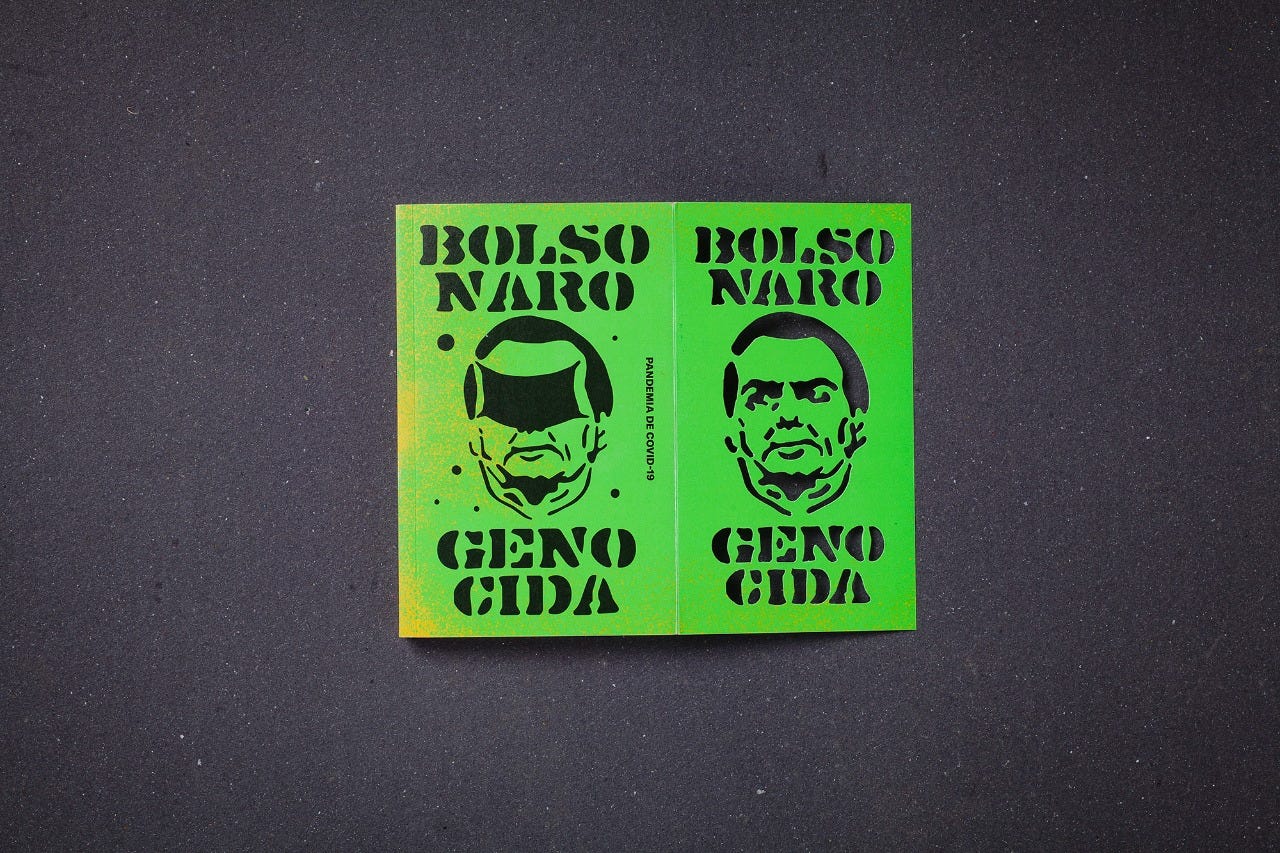 BOLSO
NARO
PANDEMIA DE COVID-19
GENO
CIDA
BOLSO
NARO
GENO
CIDA